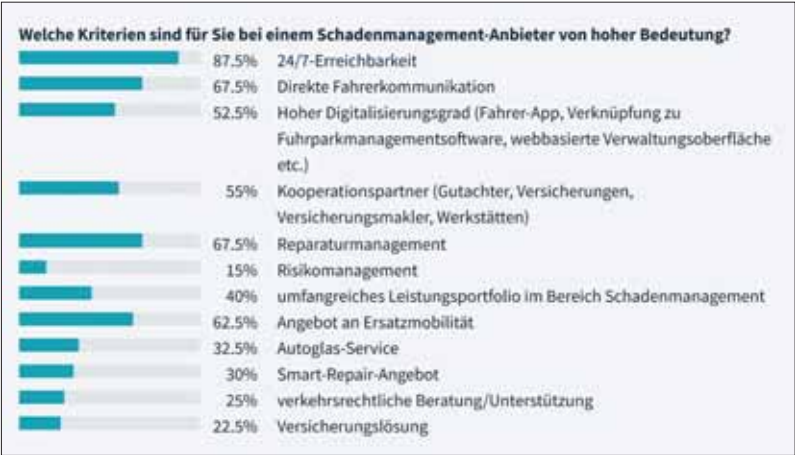 Welche Kriterien sind für Sie bei einem Schadenmanagement-Anbieter von hoher Bedeutung?
87.5% 24/7-Erreichbarkeit
67.5% Direkte Fahrerkommunikation
52.5% Hoher Digitalisierungsgrad (Fahrer-App, Verknüpfung zu
Fuhrparkmanagementsoftware, webbasierte Verwaltungsoberfläche
etc.)
55% Kooperationspartner (Gutachter, Versicherungen,
Versicherungsmakler, Werkstätten)
67.5% Reparaturmanagement
15% Risikomanagement
40% umfangreiches Leistungsportfolio im Bereich Schadenmanagement
62.5% Angebot an Ersatzmobilität
32.5% Autoglas-Service
30% Smart-Repair-Angebot
25% verkehrsrechtliche Beratung/Unterstützung
22.5% Versicherungslösung